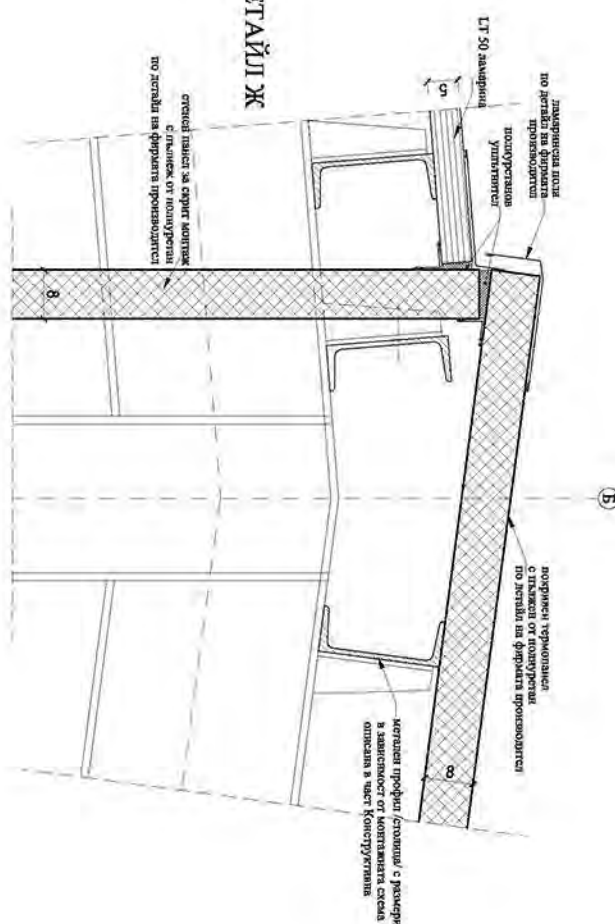 ТАЙЛ Ж
LT 50 ламарина
5
ламаринена пола
по детайл на фирмата
производител
полиуретанов
уплътнител
стенен панел за скрит монтаж
с пълнеж от полиуретан
по детайл на фирмата производител
8
Б
покривен термопанел
с пълнеж от полиуретан
по детайл на фирмата производител
8
метален профил /столица/ с размери
в зависимост от монтажната схема
описана в част Конструктивна